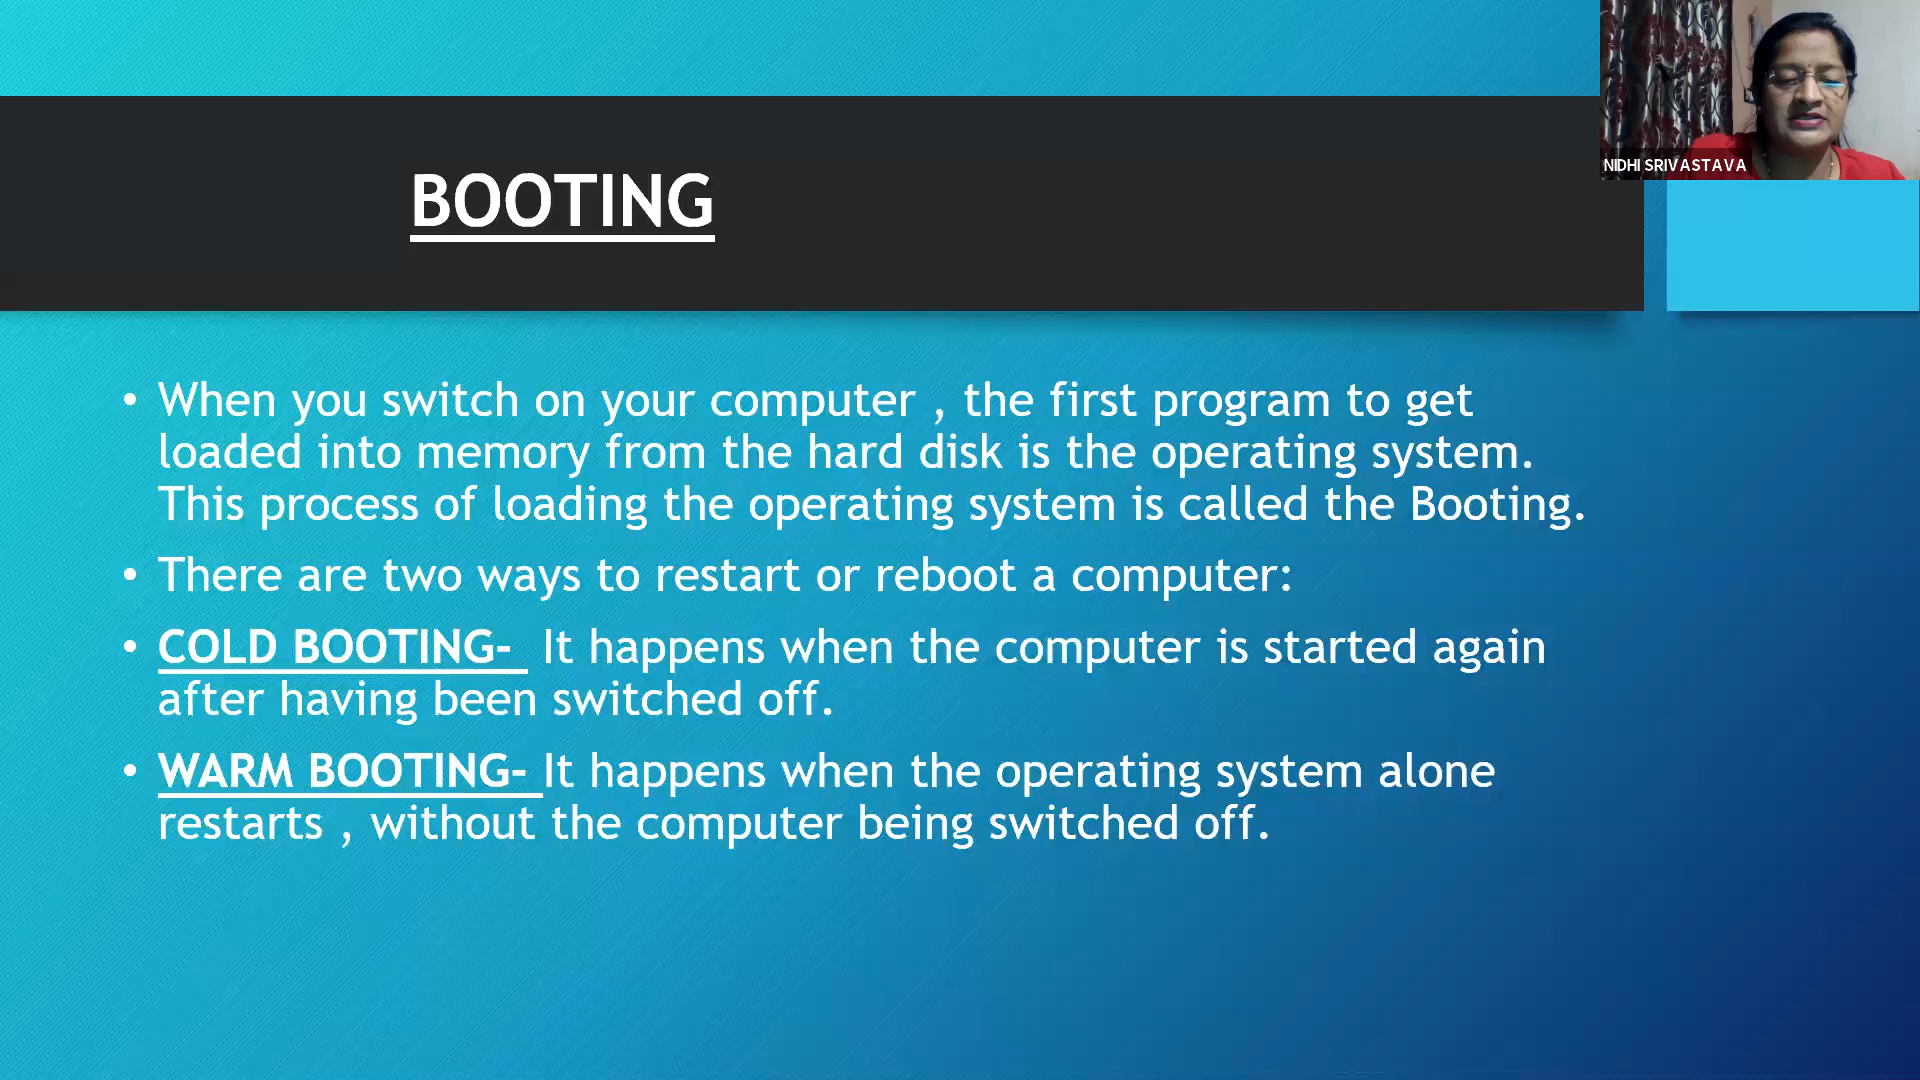 NIDHI SRIVASTAVA
BOOTING
• When you switch on your computer , the first program to get
loaded into memory from the hard disk is the operating system.
This process of loading the operating system is called the Booting.
• There are two ways to restart or reboot a computer:
• COLD BOOTING- It happens when the computer is started again
after having been switched off.
• WARM BOOTING- It happens when the operating system alone
restarts , without the computer being switched off.